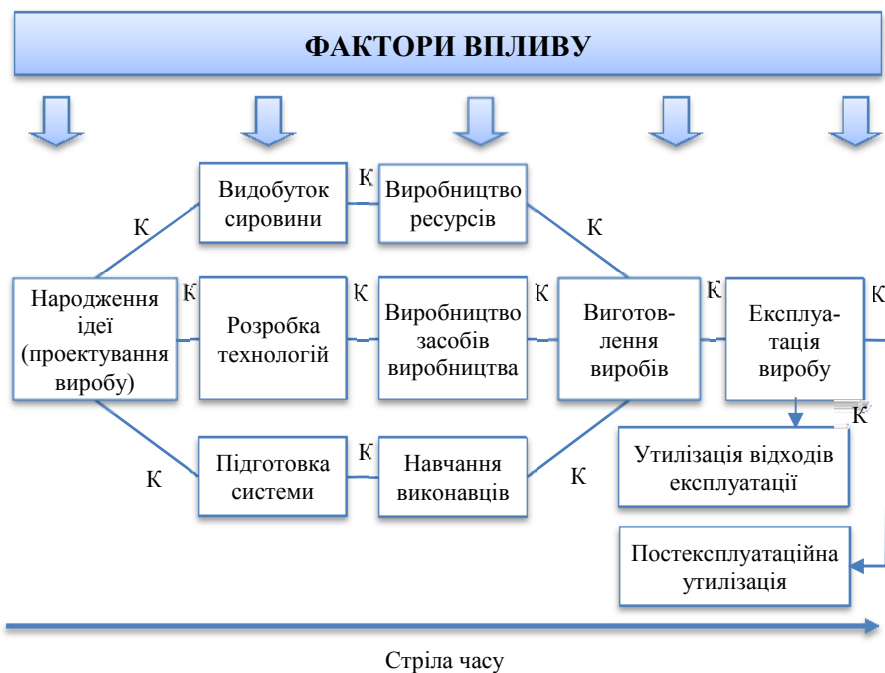 ФАКТОРИ ВПЛИВУ
Видобуток
сировини
К
Виробництво
ресурсів
К
К
Народження
ідеї
(проектування
виробу)
К
Розробка
технологій
К
Виробництво
засобів
виробництва
К
Виготов-
лення
виробів
К
Експлуа-
тація
виробу
К
К
К
Підготовка
системи
К
Навчання
виконавців
К
Утилізація відходів
експлуатації
Постексплуатаційна
утилізація
Стріла часу